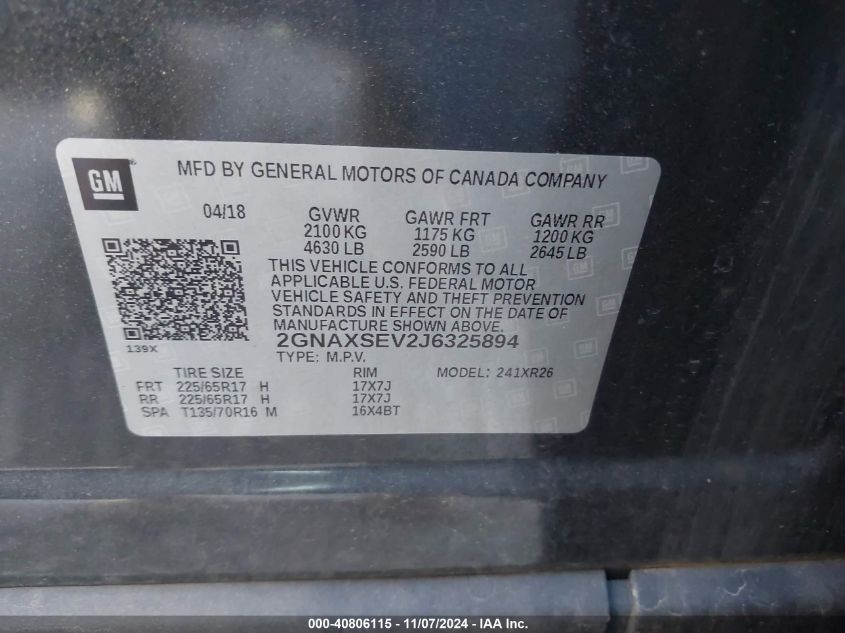 GM
MFD BY GENERAL MOTORS OF CANADA COMPANY
04/18 GVWR GAWR FRT GAWR RR
2100 KG 1175 KG 1200 KG
4630 LB 2590 LB 2645 LB
THIS VEHICLE CONFORMS TO ALL
APPLICABLE U.S. FEDERAL MOTOR
VEHICLE SAFETY AND THEFT PREVENTION
STANDARDS IN EFFECT ON THE DATE OF
MANUFACTURE SHOWN ABOVE.
2GNAXSEV2J6325894
139X
TYPE: M.P.V.
TIRE SIZE RIM MODEL: 241XR26
FRT 225/65R17 H 17X7J
RR 225/65R17 H 17X7J
SPA T135/70R16 M 16X4BT
000-40806115 - 11/07/2024 - IAA Inc.